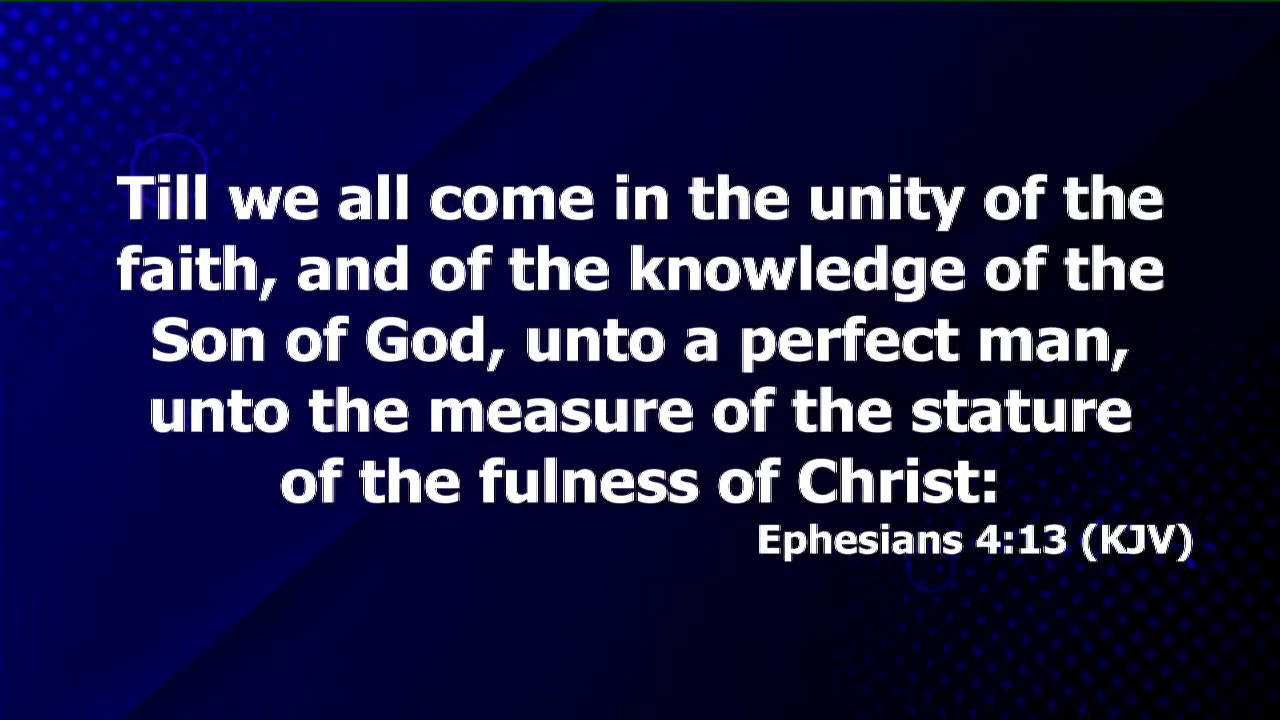 Till we all come in the unity of the
faith, and of the knowledge of the
Son of God, unto a perfect man,
unto the measure of the stature
of the fulness of Christ:
Ephesians 4:13 (KJV)